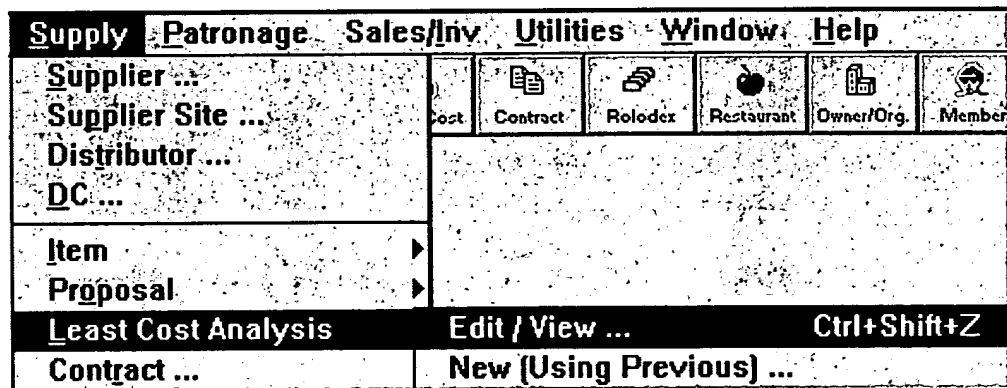 Supply Patronage Sales/Inv Utilities Window Help
Supplier ...
Supplier Site ...
Distributor ...
DC ...
Cost Contract Rolodex Restaurant Owner/Org. Member
Item
Proposal
Least Cost Analysis Edit / View ... Ctrl+Shift+Z
Contract ... New (Using Previous) ...